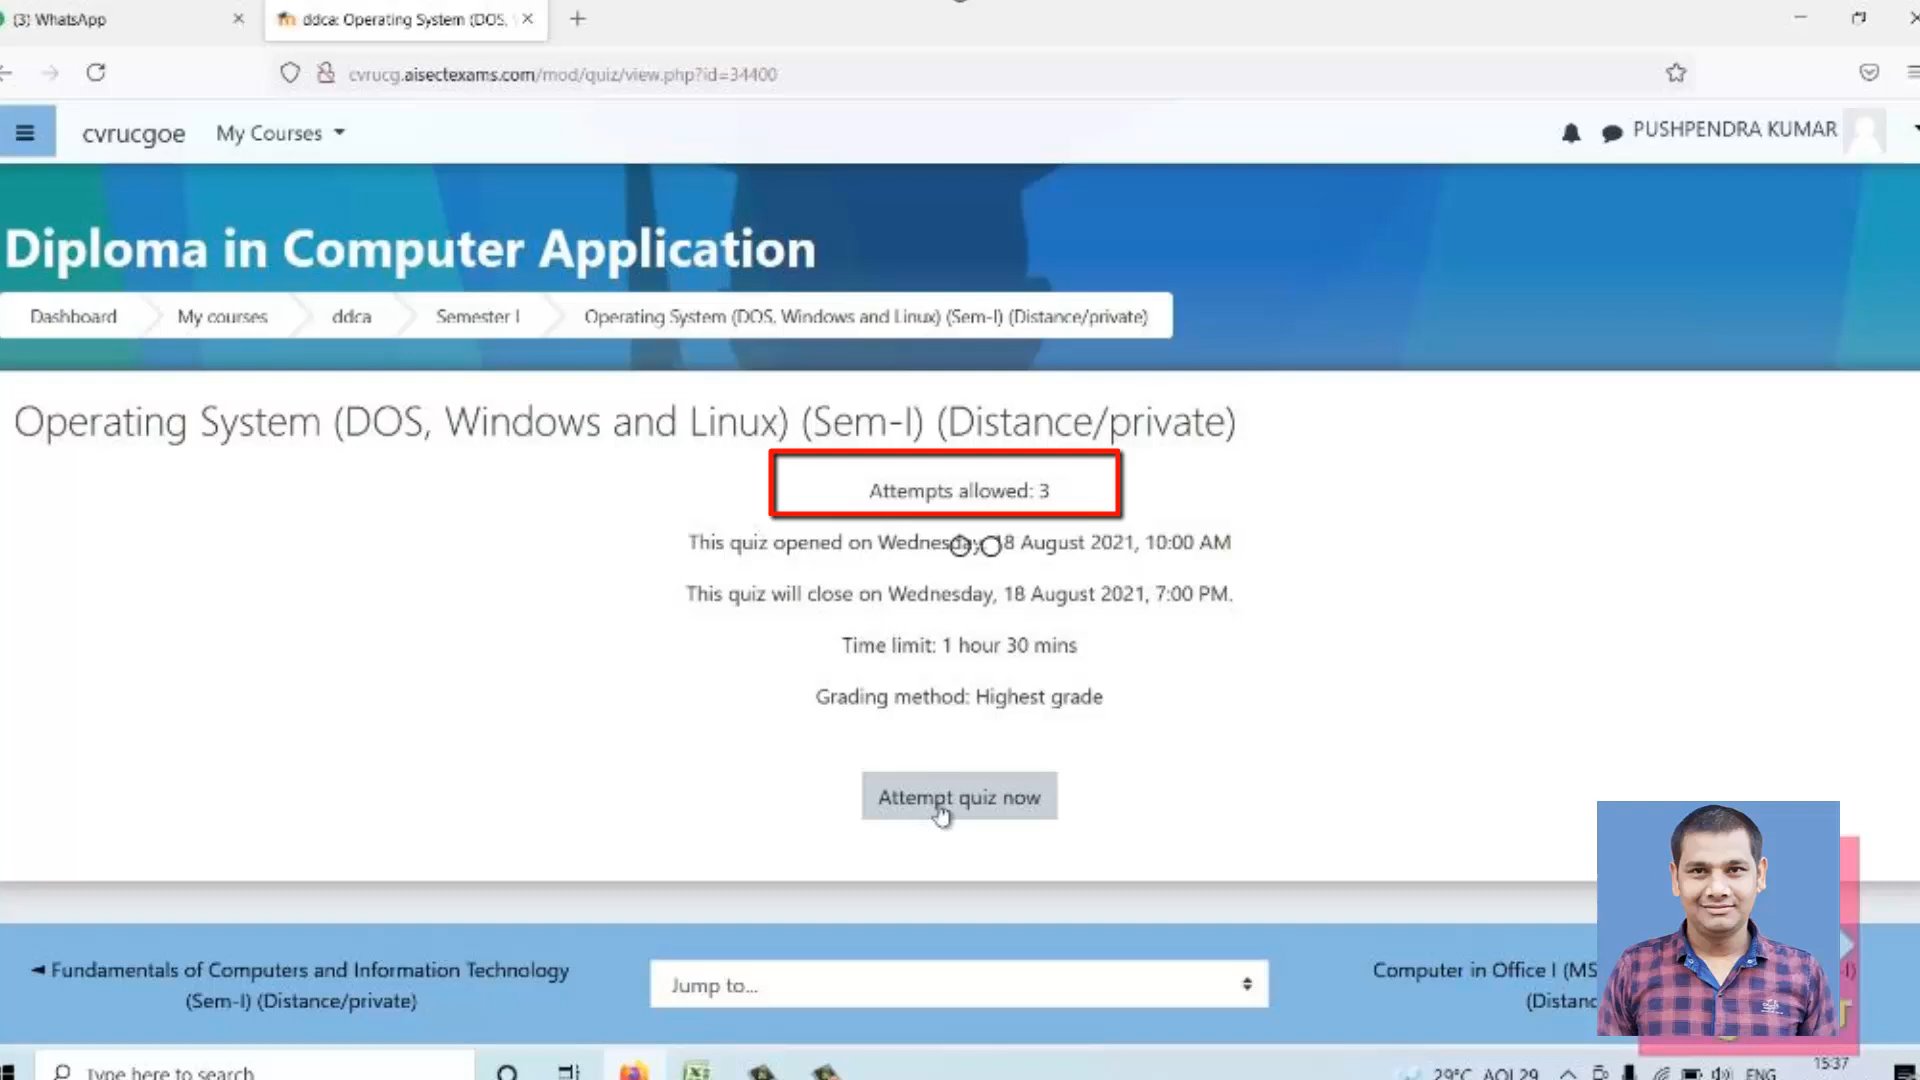 (3) WhatsApp
ddca: Operating System (DOS,
cvrucg.aisectexams.com/mod/quiz/view.php?id=34400
cvrucgoe
My Courses
PUSHPENDRA KUMAR
Diploma in Computer Application
Dashboard
My courses
ddca
Semester I
Operating System (DOS, Windows and Linux) (Sem-I) (Distance/private)
Operating System (DOS, Windows and Linux) (Sem-I) (Distance/private)
Attempts allowed: 3
This quiz opened on Wednesday, 18 August 2021, 10:00 AM
This quiz will close on Wednesday, 18 August 2021, 7:00 PM.
Time limit: 1 hour 30 mins
Grading method: Highest grade
Attempt quiz now
◄ Fundamentals of Computers and Information Technology
(Sem-I) (Distance/private)
Jump to...
Computer in Office I (MS
(Distanc
Type here to search
29°C AQI 29
ENG
15:37